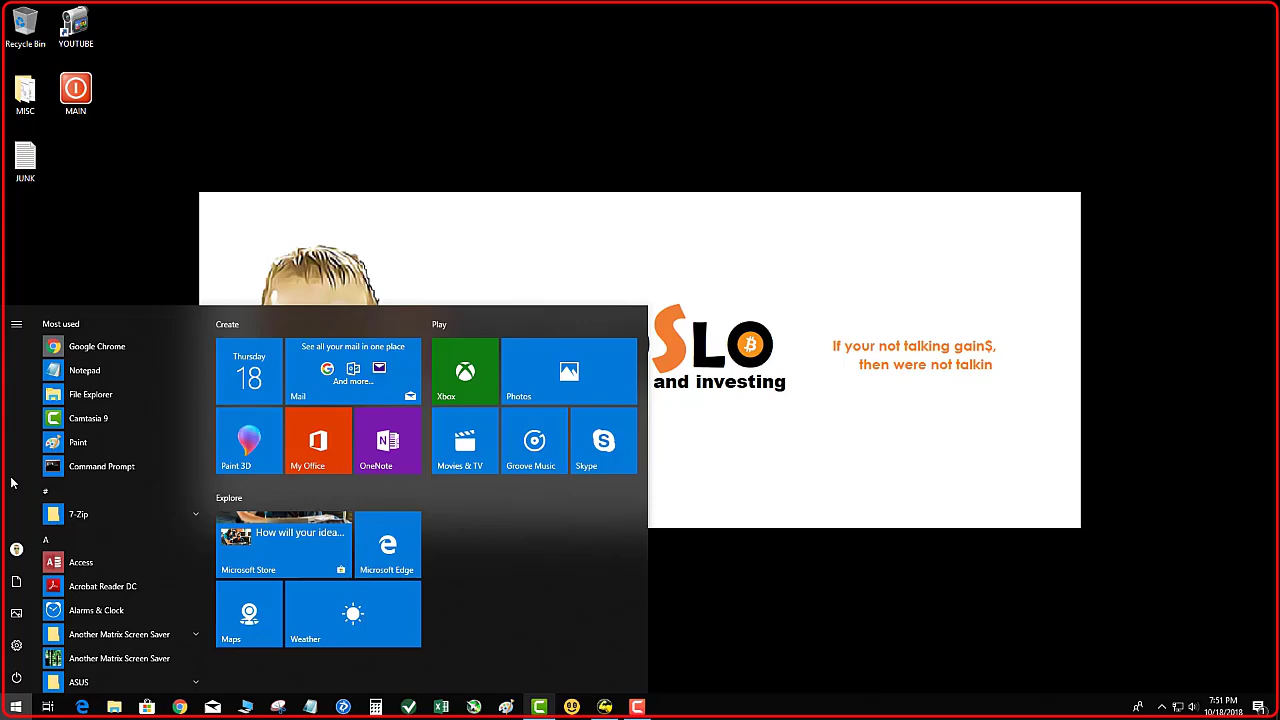 Recycle Bin
YOUTUBE
MISC
MAIN
JUNK
SLO
and investing
If your not talking gain$,
then were not talkin
Most used
Google Chrome
Notepad
File Explorer
Camtasia 9
Paint
Command Prompt
#
7-Zip
A
Access
Acrobat Reader DC
Alarms & Clock
Another Matrix Screen Saver
Another Matrix Screen Saver
ASUS
Create
Thursday
18
See all your mail in one place
And more...
Mail
Paint 3D
My Office
OneNote
Play
Xbox
Photos
Movies & TV
Groove Music
Skype
Explore
How will your idea...
Microsoft Store
Microsoft Edge
Maps
Weather
7:51 PM
10/18/2018